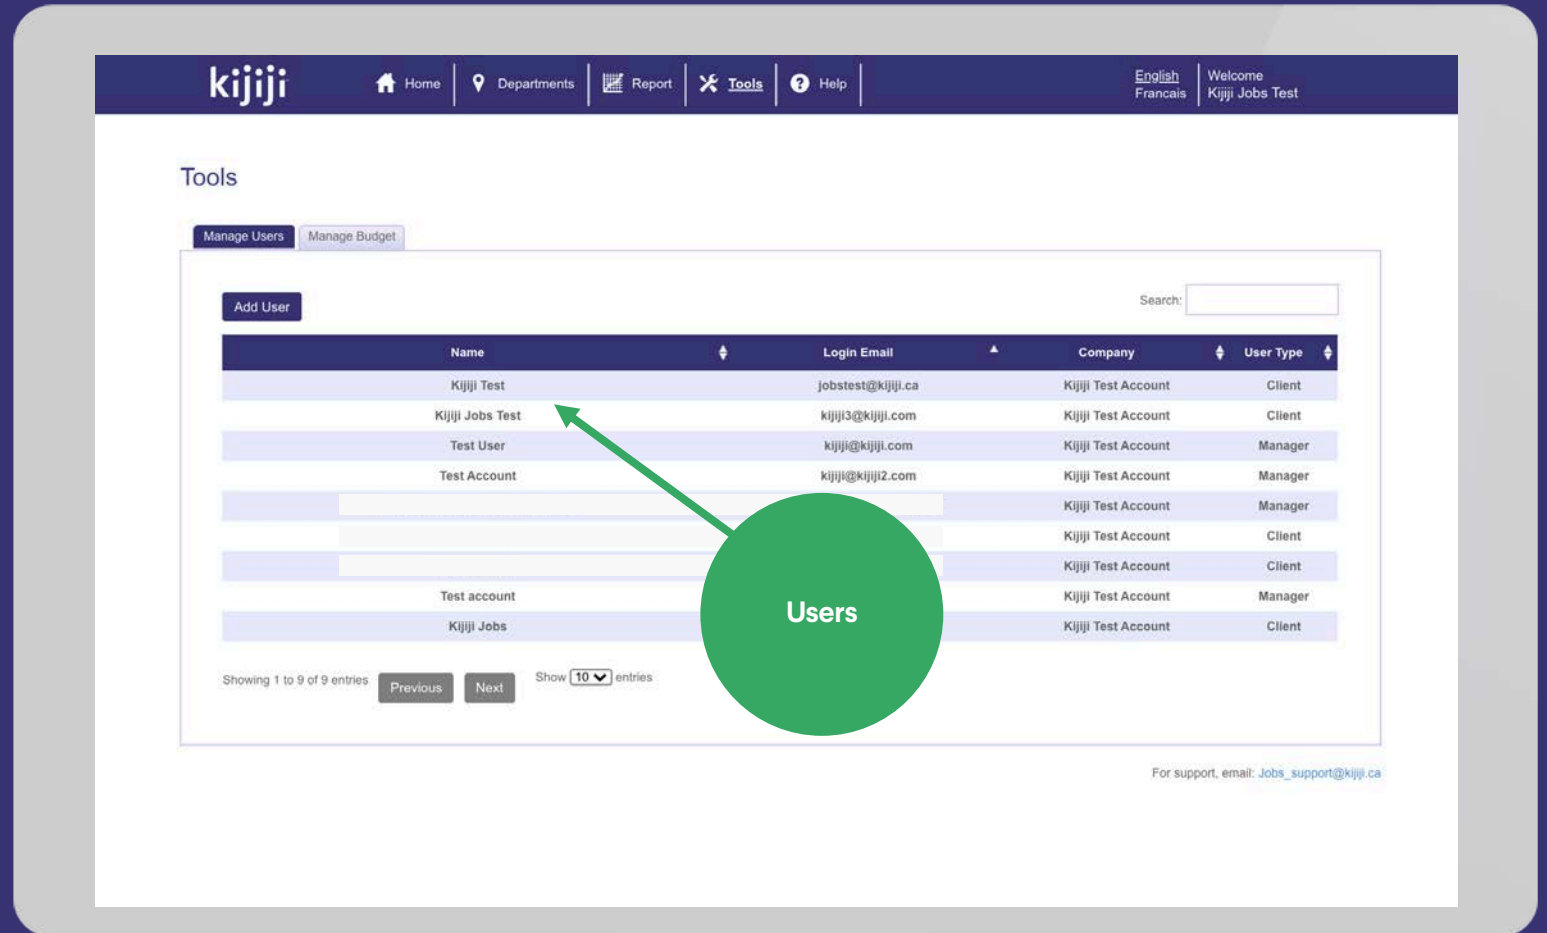 kijiji Home Departments Report Tools Help English Welcome
Francais Kijiji Jobs Test
Tools
Manage Users Manage Budget
Add User Search:
Name Login Email Company User Type
Kijiji Test jobstest@kijiji.ca Kijiji Test Account Client
Kijiji Jobs Test kijiji3@kijiji.com Kijiji Test Account Client
Test User kijiji@kijiji.com Kijiji Test Account Manager
Test Account kijiji@kijiji2.com Kijiji Test Account Manager
Kijiji Test Account Manager
Kijiji Test Account Client
Kijiji Test Account Client
Test account Kijiji Test Account Manager
Users
Kijiji Jobs Kijiji Test Account Client
Showing 1 to 9 of 9 entries Previous Next Show 10 entries
For support, email: Jobs_support@kijiji.ca